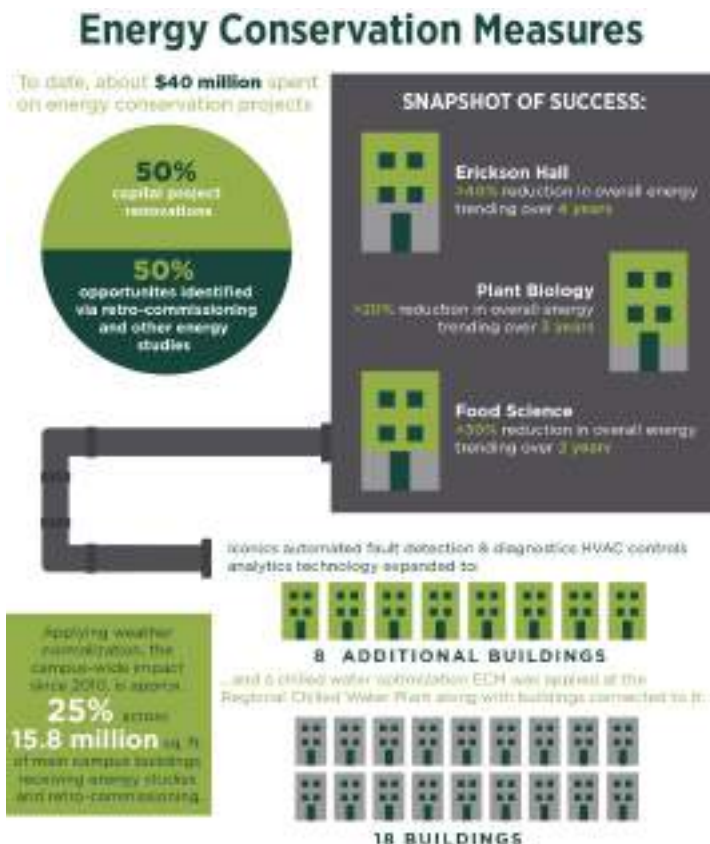 Energy Conservation Measures
To date, about $40 million spent
on energy conservation projects
50%
capital project
renovations
50%
opportunites identified
via retro-commissioning
and other energy
studies
SNAPSHOT OF SUCCESS:
Erickson Hall
>40% reduction in overall energy
trending over 4 years
Plant Biology
>20% reduction in overall energy
trending over 3 years
Food Science
>30% reduction in overall energy
trending over 2 years
Iconics automated fault detection & diagnostics HVAC controls
analytics technology expanded to
8 ADDITIONAL BUILDINGS
...and a chilled water optimization ECM was applied at the
Regional Chilled Water Plant along with buildings connected to it.
18 BUILDINGS
Applying weather
normalization, the
campus-wide impact
since 2010, is approx.
25% across
15.8 million sq. ft.
of main campus buildings
receiving energy studies
and retro-commissioning.